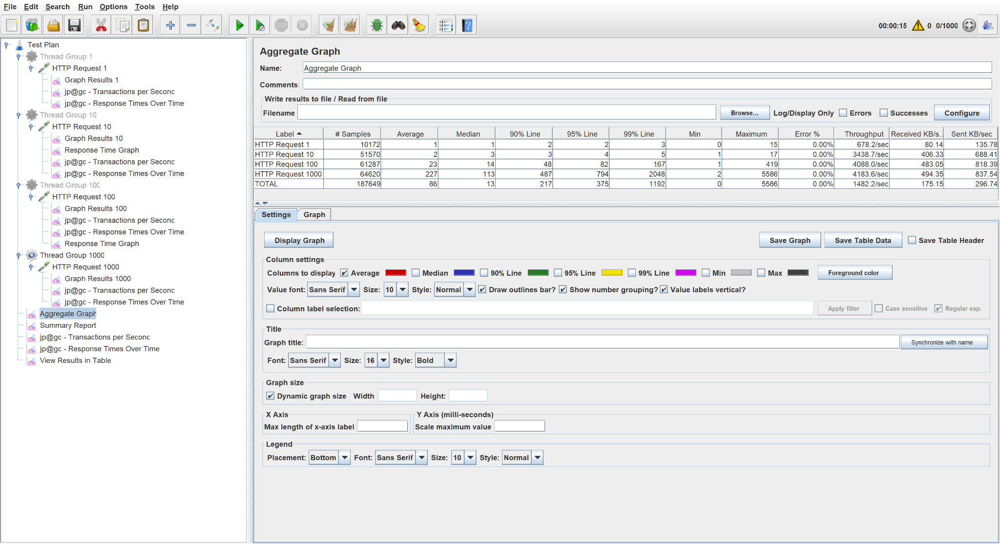 File Edit Search Run Options Tools Help
STOP
00:00:15 0 0/1000
Test Plan
Thread Group 1
HTTP Request 1
Graph Results 1
jp@gc - Transactions per Second
jp@gc - Response Times Over Time
Thread Group 10
HTTP Request 10
Graph Results 10
Response Time Graph
jp@gc - Transactions per Second
jp@gc - Response Times Over Time
Thread Group 100
HTTP Request 100
Graph Results 100
jp@gc - Transactions per Second
jp@gc - Response Times Over Time
Response Time Graph
Thread Group 1000
HTTP Request 1000
Graph Results 1000
jp@gc - Transactions per Second
jp@gc - Response Times Over Time
Aggregate Graph
Summary Report
jp@gc - Transactions per Second
jp@gc - Response Times Over Time
View Results in Table
Aggregate Graph
Name: Aggregate Graph
Comments:
Write results to file / Read from file
Filename Browse... Log/Display Only Errors Successes Configure
Label # Samples Average Median 90% Line 95% Line 99% Line Min Maximum Error % Throughput Received KB/s.. Sent KB/sec
HTTP Request 1 10172 1 1 2 2 3 0 15 0.00% 678.2/sec 80.14 135.78
HTTP Request 10 51570 2 3 3 4 5 1 17 0.00% 3438.7/sec 406.33 688.41
HTTP Request 100 61287 23 14 48 82 167 1 419 0.00% 4088.0/sec 483.05 818.39
HTTP Request 1000 64620 227 113 487 794 2048 2 5586 0.00% 4183.6/sec 494.35 837.54
TOTAL 187649 86 13 217 375 1192 0 5586 0.00% 1482.2/sec 175.15 296.74
Settings Graph
Display Graph Save Graph Save Table Data Save Table Header
Column settings
Columns to display Average Median 90% Line 95% Line 99% Line Min Max Foreground color
Value font: Sans Serif Size: 10 Style: Normal Draw outlines bar? Show number grouping? Value labels vertical?
Column label selection: Apply filter Case sensitive Regular exp.
Title
Graph title: Synchronize with name
Font: Sans Serif Size: 16 Style: Bold
Graph size
Dynamic graph size Width Height:
X Axis Y Axis (milli-seconds)
Max length of x-axis label Scale maximum value
Legend
Placement: Bottom Font: Sans Serif Size: 10 Style: Normal